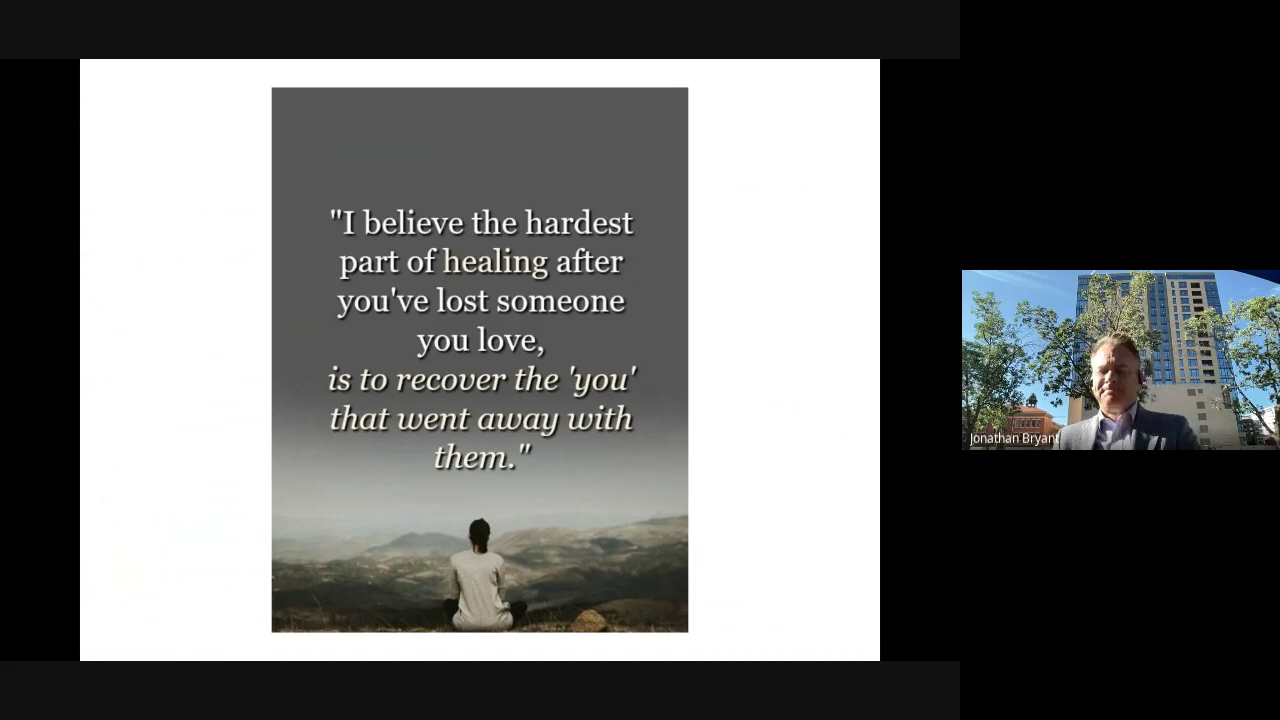 "I believe the hardest
part of healing after
you've lost someone
you love,
is to recover the 'you'
that went away with
them."
Jonathan Bryant